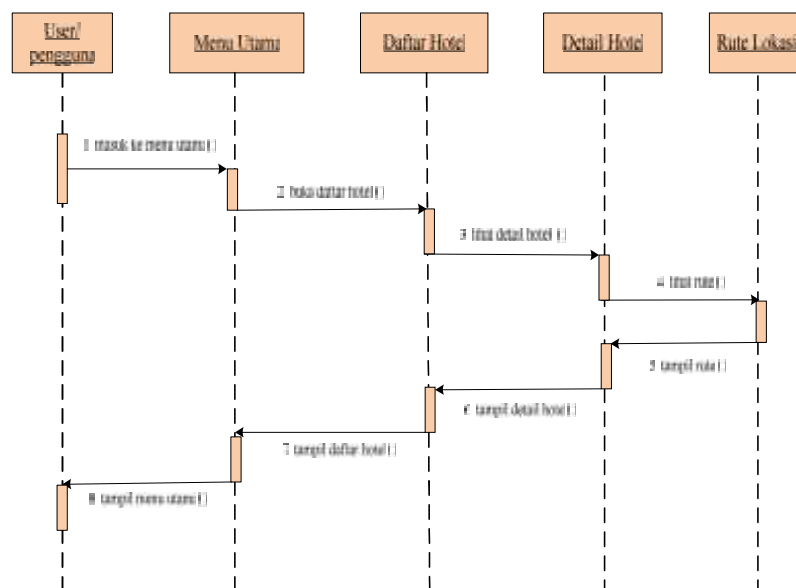 User/
pengguna
Menu Utama
Daftar Hotel
Detail Hotel
Rute Lokasi
1 masuk ke menu utama()
2 buka daftar hotel()
3 lihat detail hotel ()
4 lihat rute()
5 tampil rute()
6 tampil detail hotel()
7 tampil daftar hotel()
8 tampil menu utama()